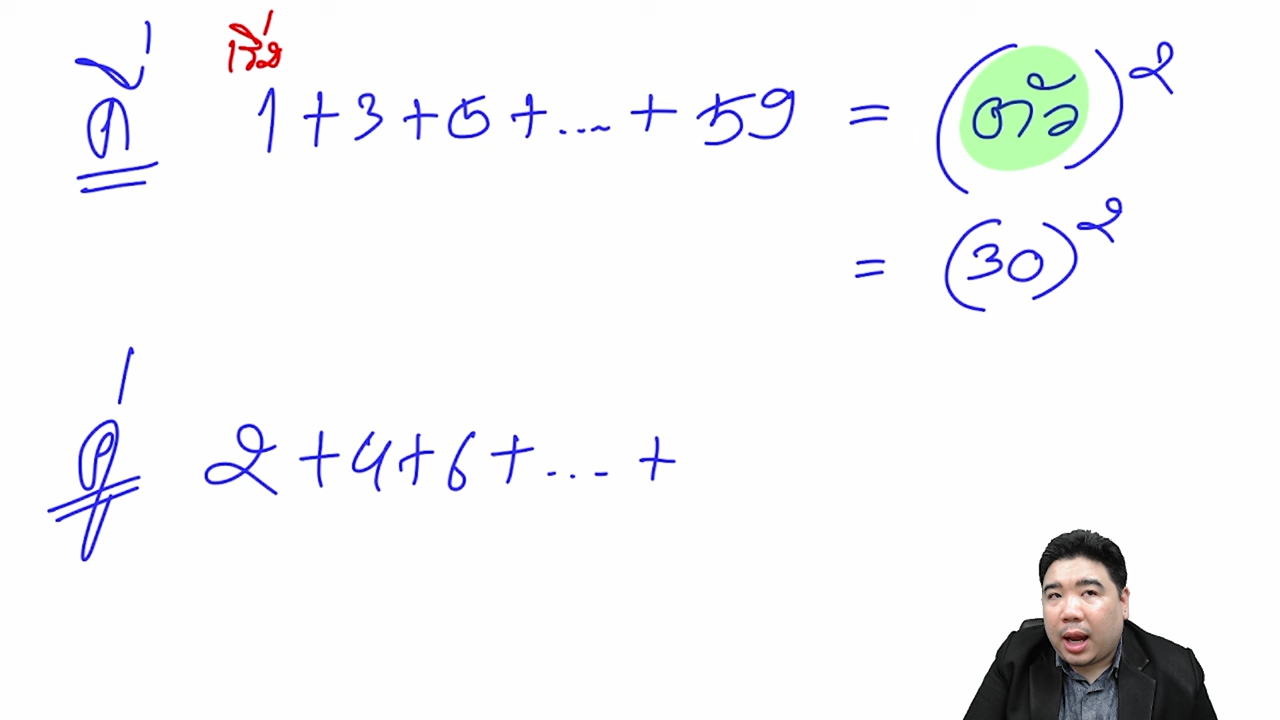 เริ่ม
คี่ 1 + 3 + 5 + .... + 59 = (ตัว)²
= (30)²
คู่ 2 + 4 + 6 + .... +